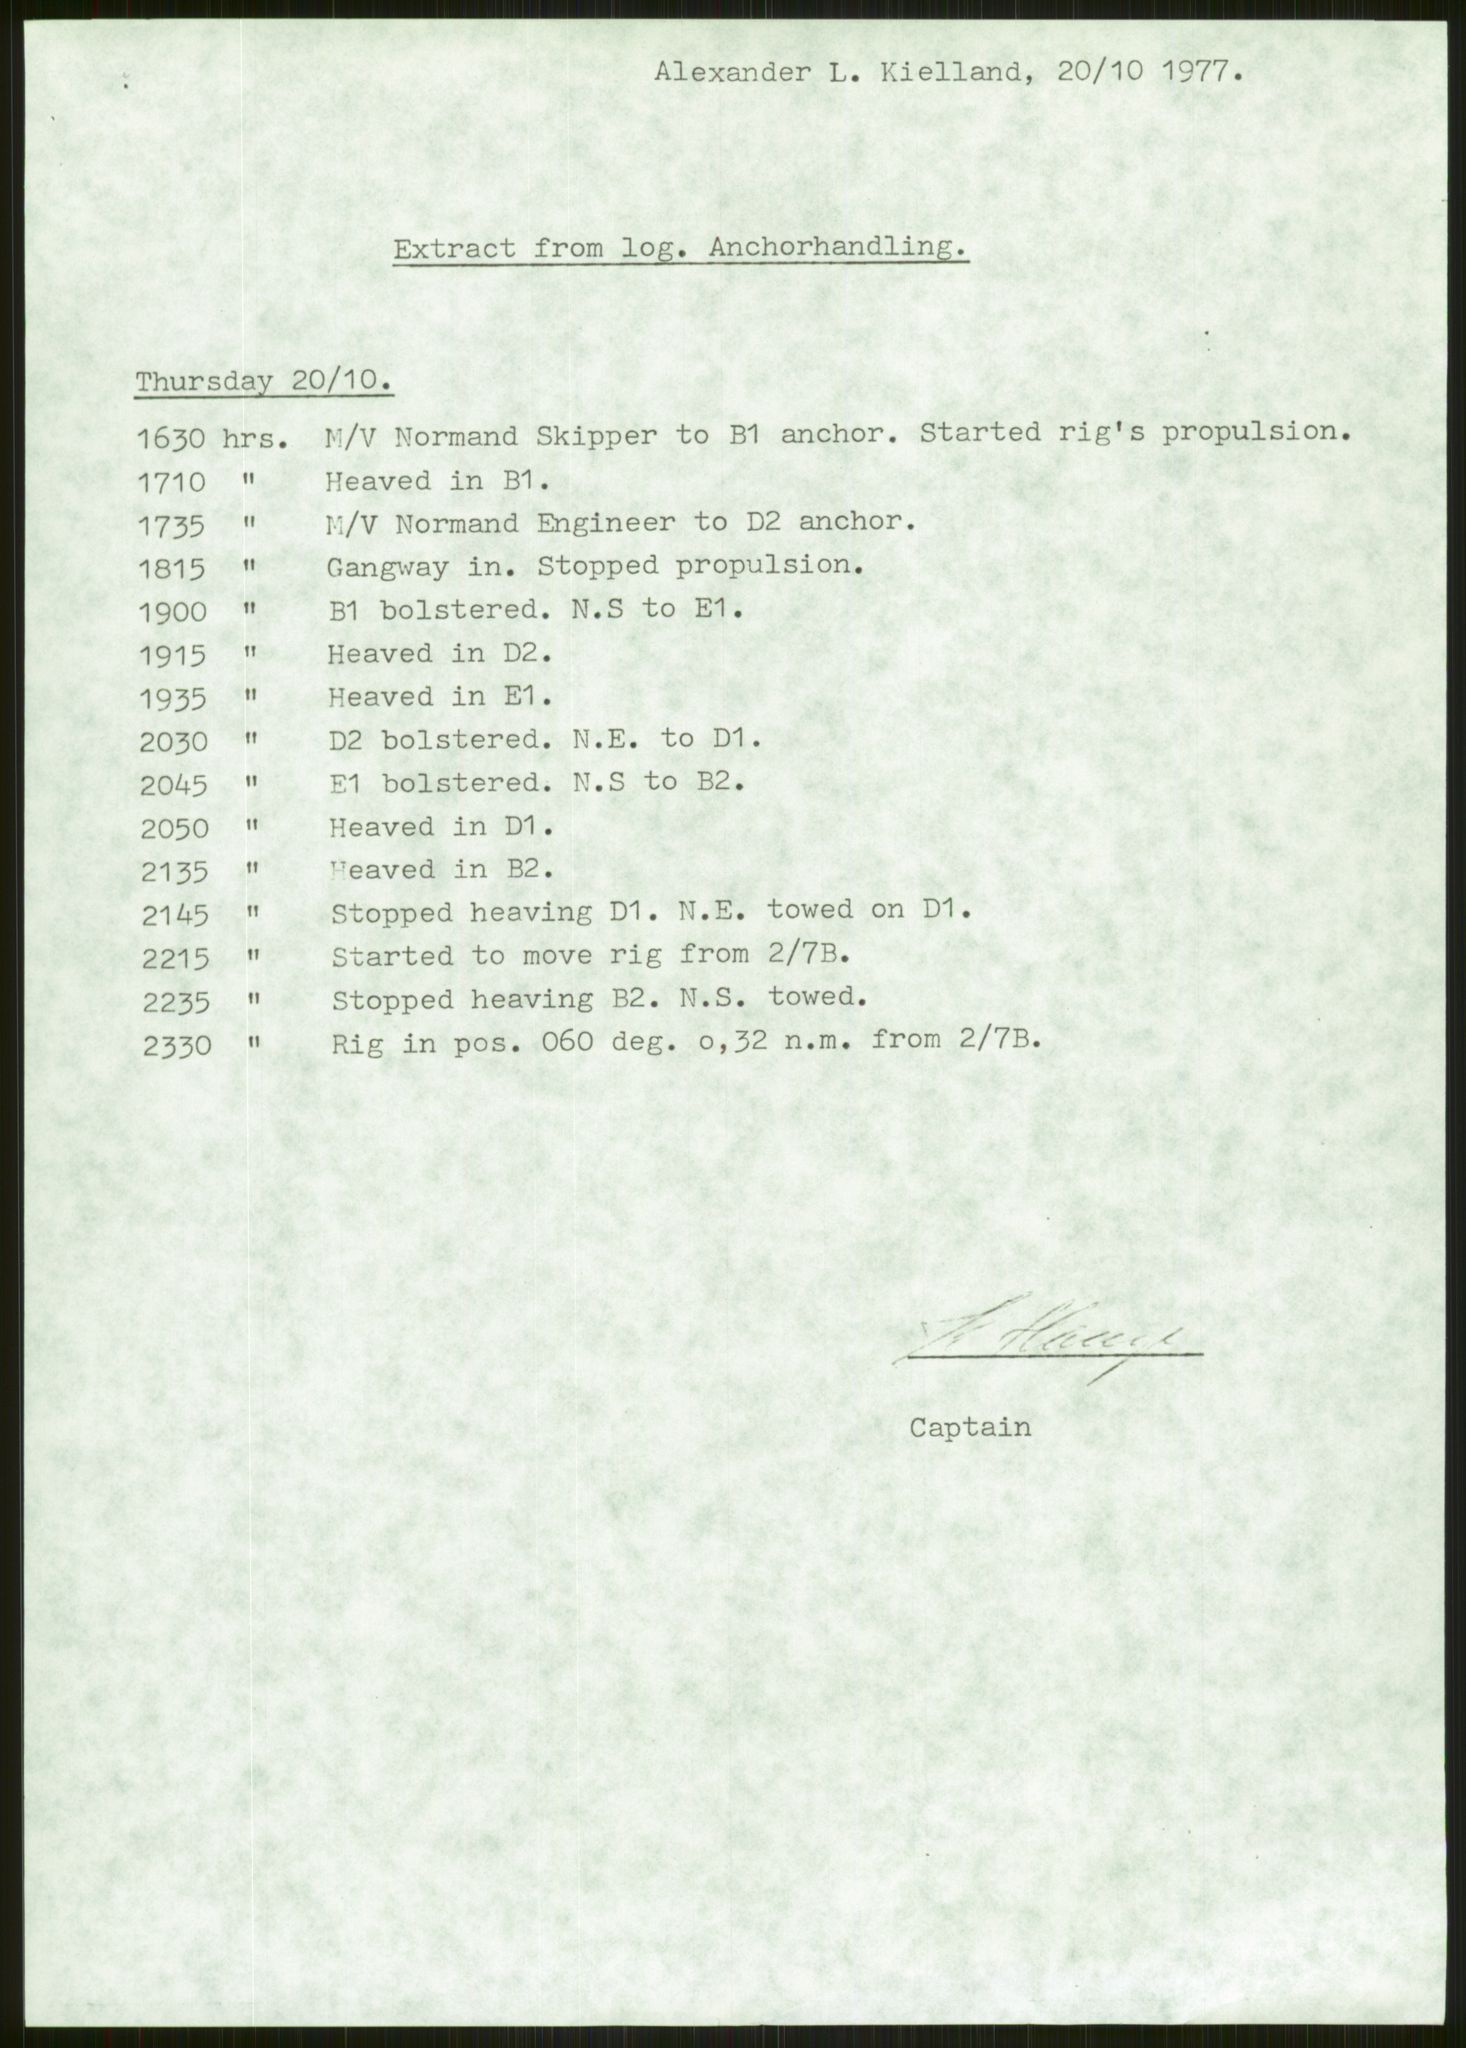 Alexander L. Kielland, 20/10 1977.
Extract from log. Anchorhandling.
Thursday 20/10.
1630 hrs. M/V Normand Skipper to B1 anchor. Started rig's propulsion.
1710 " Heaved in B1.
1735 " M/V Normand Engineer to D2 anchor.
1815 " Gangway in. Stopped propulsion.
1900 " B1 bolstered. N.S to E1.
1915 " Heaved in D2.
1935 " Heaved in E1.
2030 " D2 bolstered. N.E. to D1.
2045 " E1 bolstered. N.S to B2.
2050 " Heaved in D1.
2135 " Heaved in B2.
2145 " Stopped heaving D1. N.E. towed on D1.
2215 " Started to move rig from 2/7B.
2235 " Stopped heaving B2. N.S. towed.
2330 " Rig in pos. 060 deg. o,32 n.m. from 2/7B.
Captain